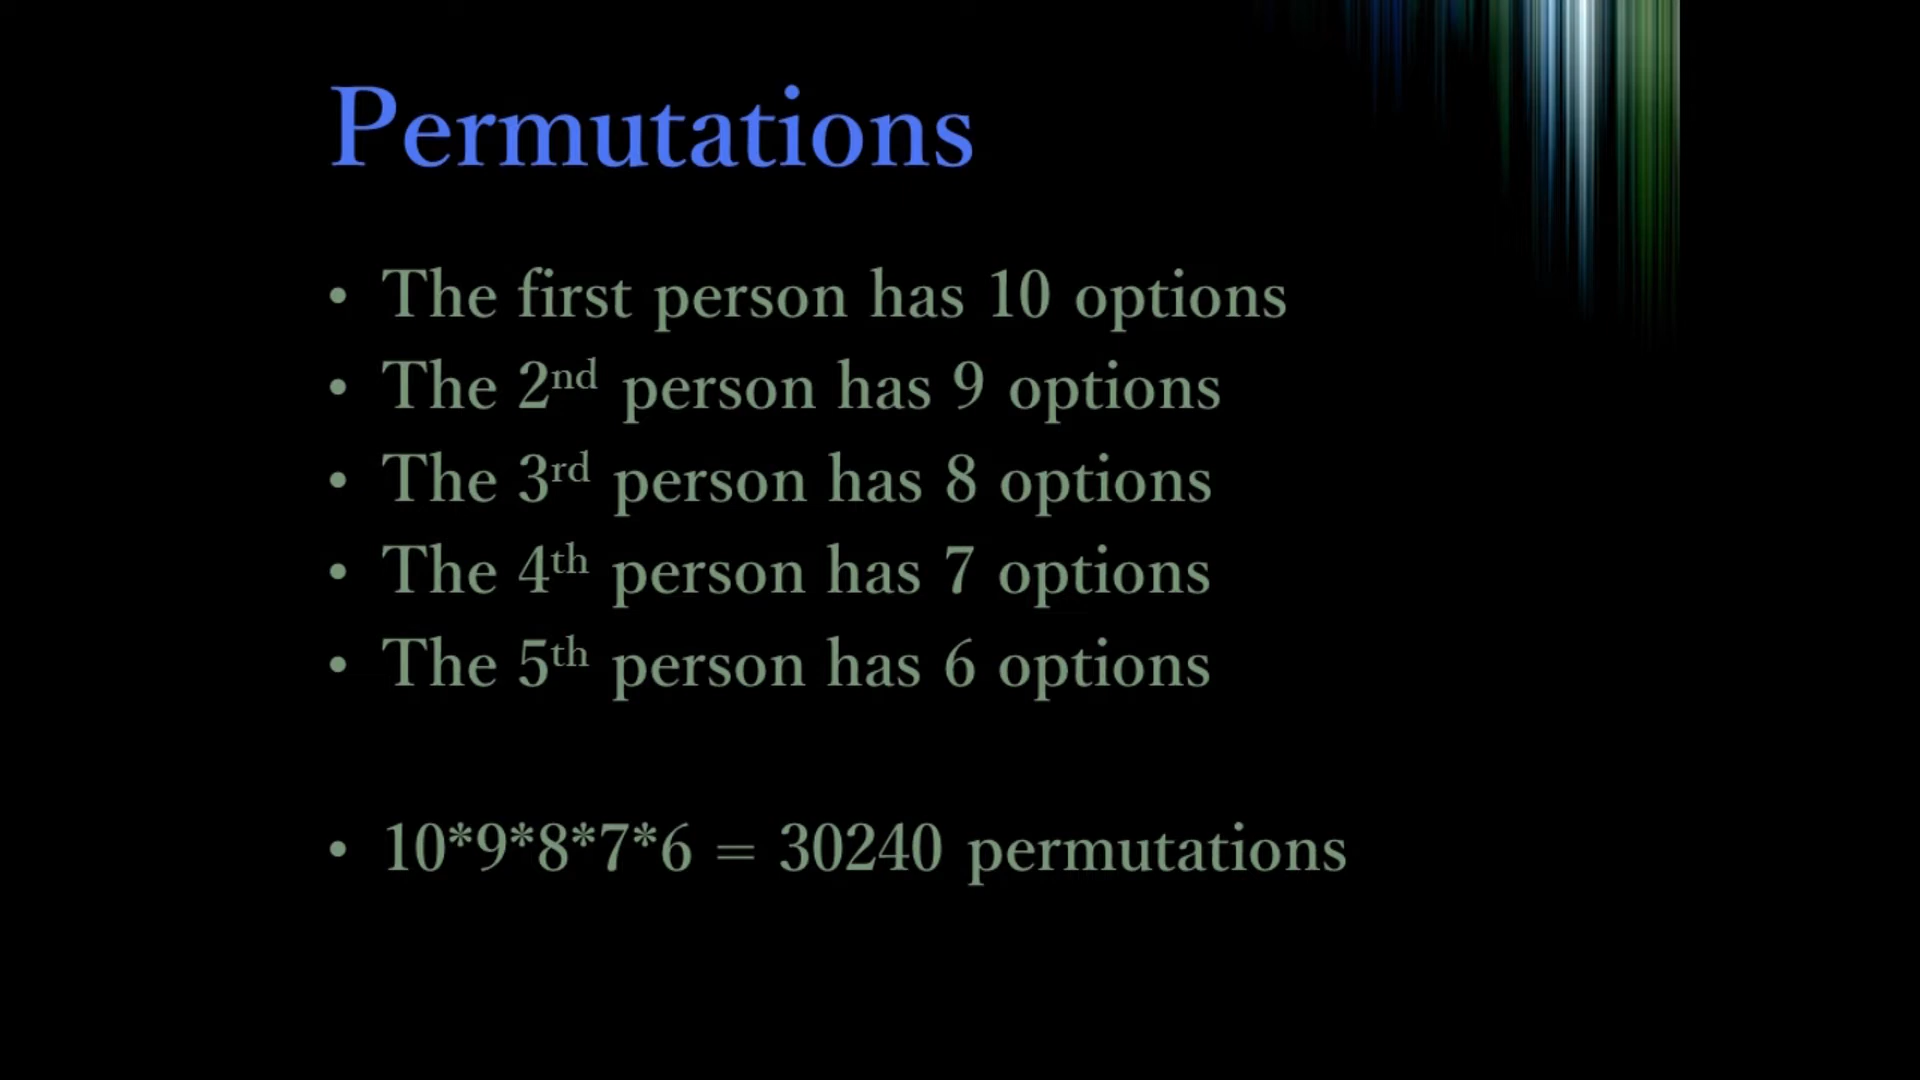 Permutations
• The first person has 10 options
• The 2nd person has 9 options
• The 3rd person has 8 options
• The 4th person has 7 options
• The 5th person has 6 options
• 10*9*8*7*6 = 30240 permutations